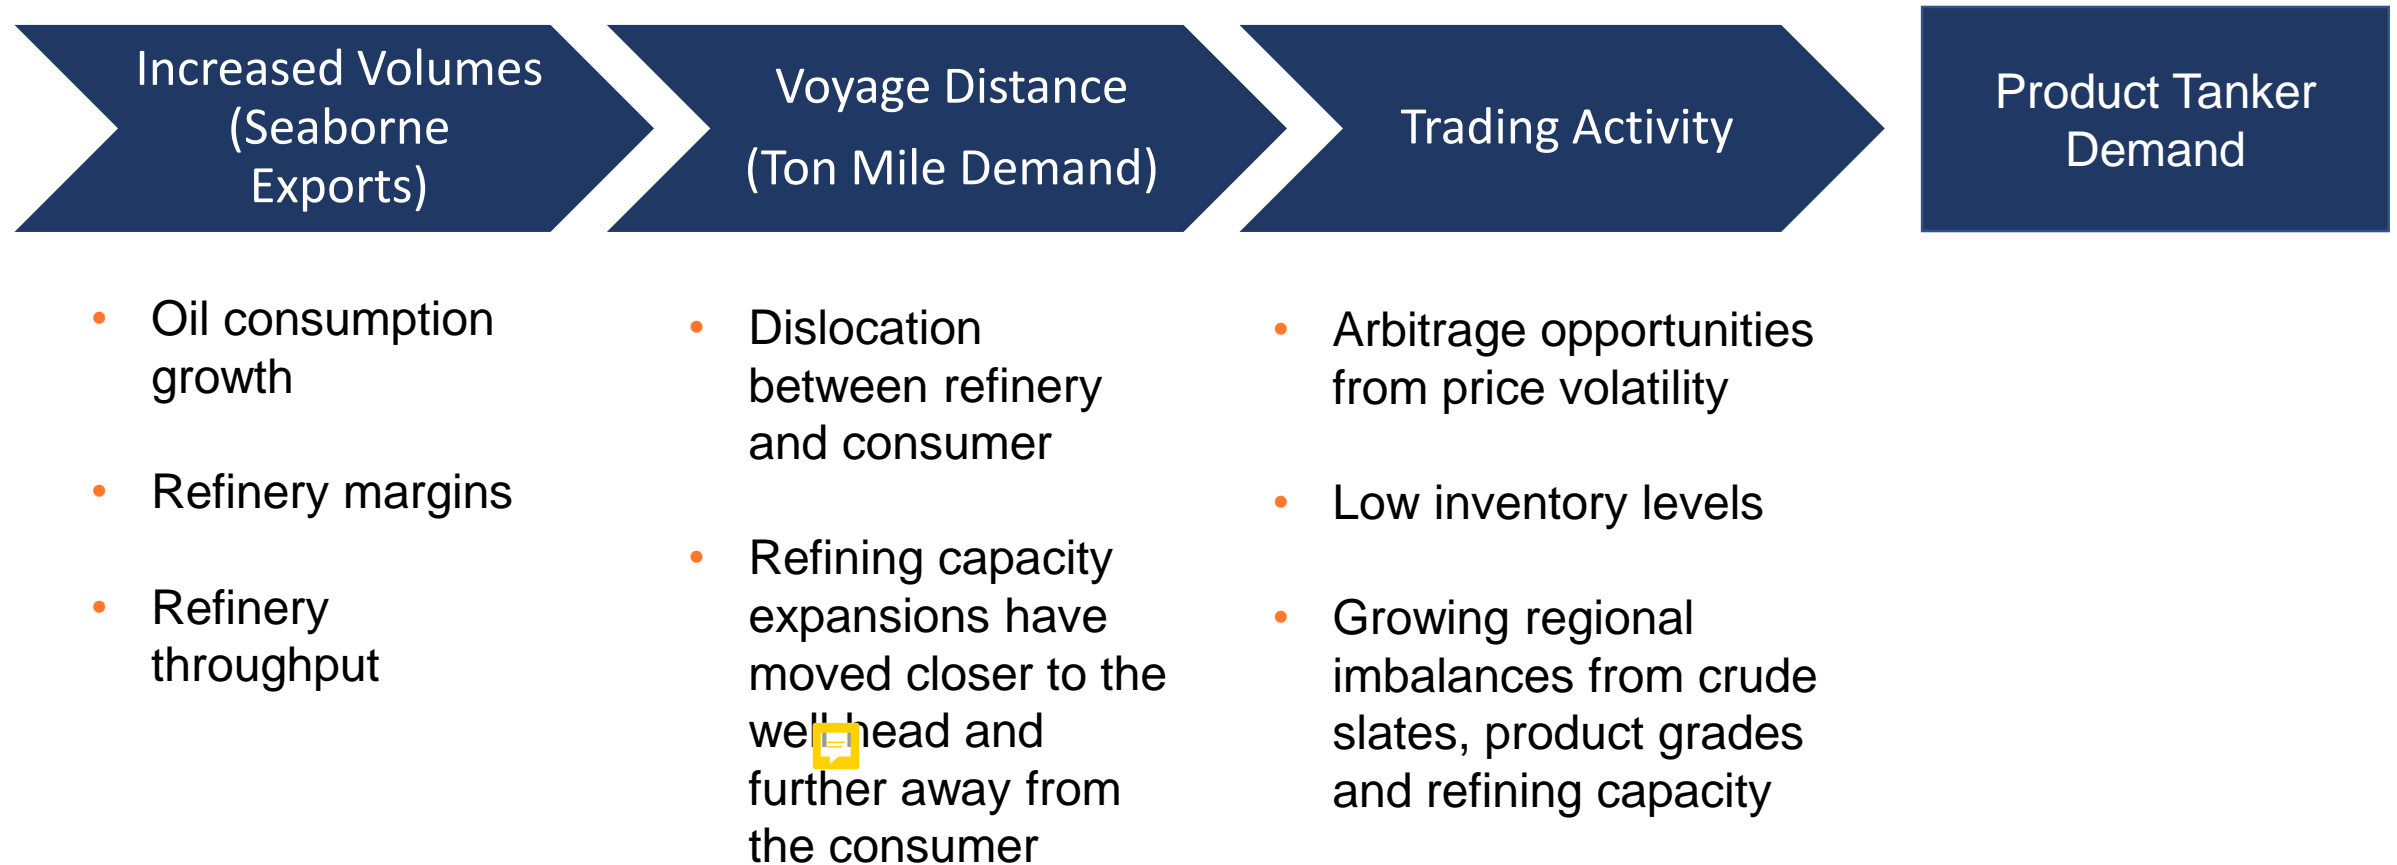 Increased Volumes
(Seaborne
Exports)
Voyage Distance
(Ton Mile Demand)
Trading Activity
Product Tanker
Demand
• Oil consumption
growth
• Refinery margins
• Refinery
throughput
• Dislocation
between refinery
and consumer
• Refining capacity
expansions have
moved closer to the
well head and
further away from
the consumer
• Arbitrage opportunities
from price volatility
• Low inventory levels
• Growing regional
imbalances from crude
slates, product grades
and refining capacity